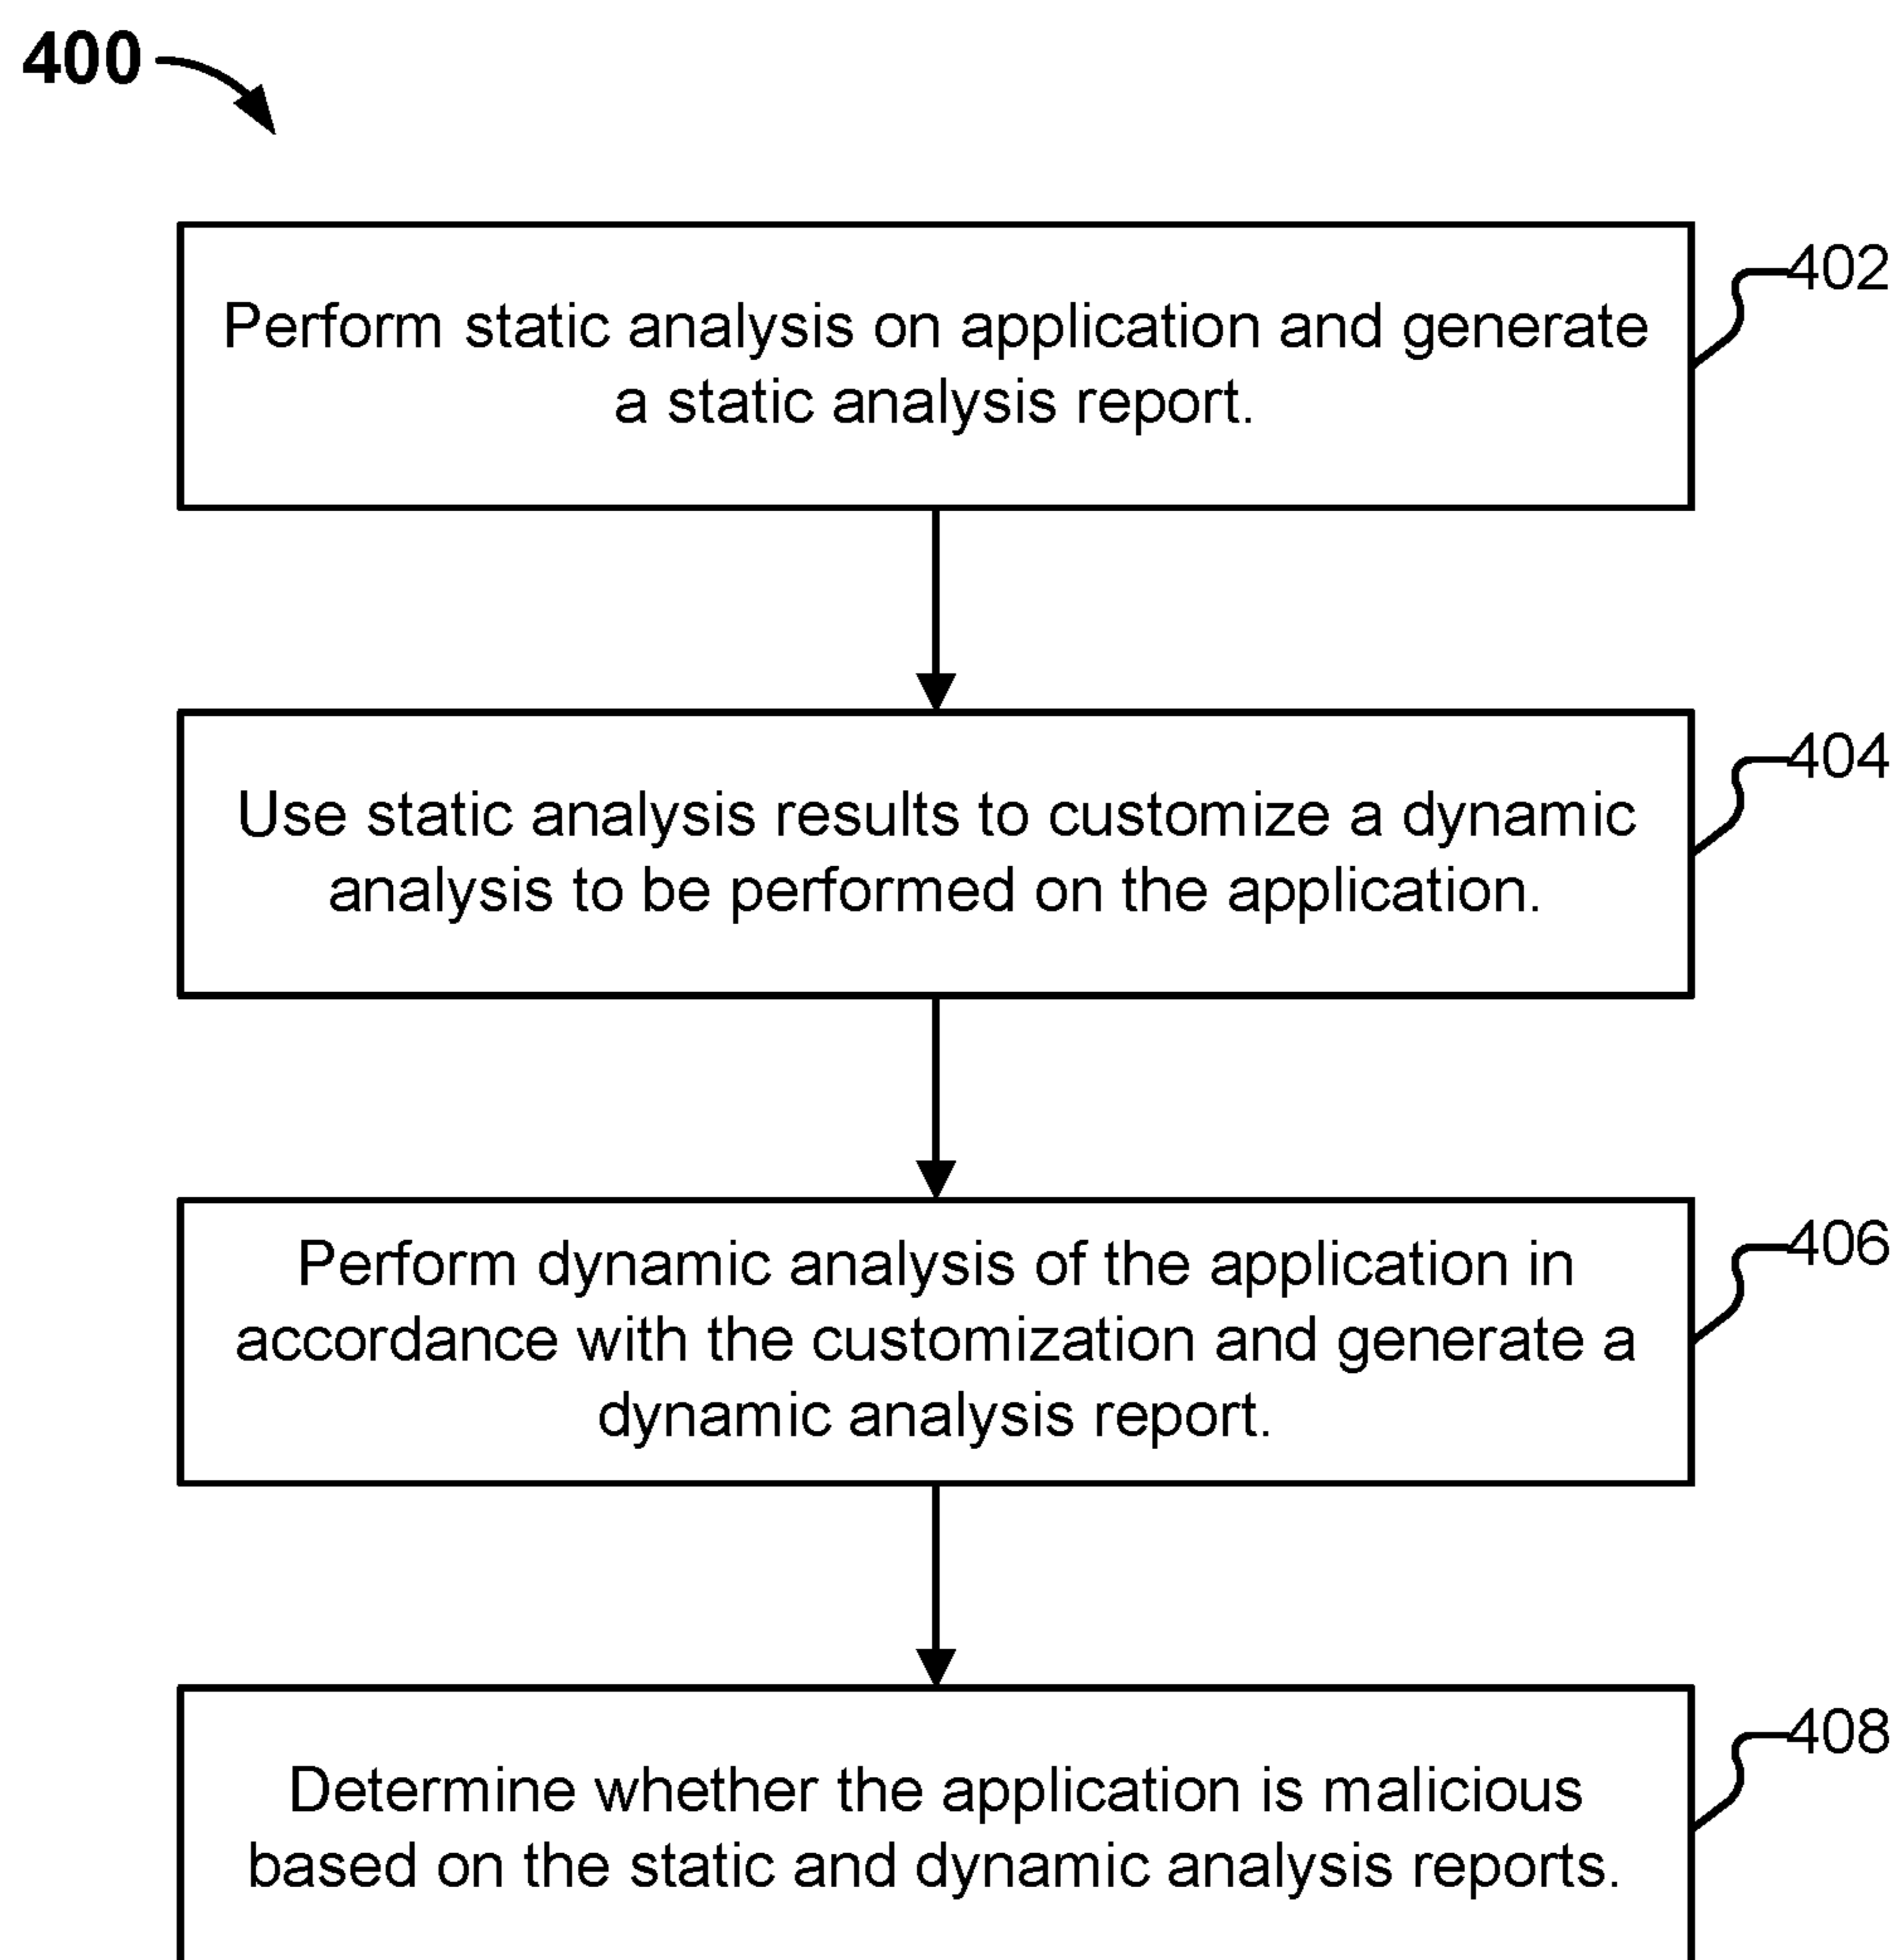 400
402
Perform static analysis on application and generate
a static analysis report.
404
Use static analysis results to customize a dynamic
analysis to be performed on the application.
406
Perform dynamic analysis of the application in
accordance with the customization and generate a
dynamic analysis report.
408
Determine whether the application is malicious
based on the static and dynamic analysis reports.